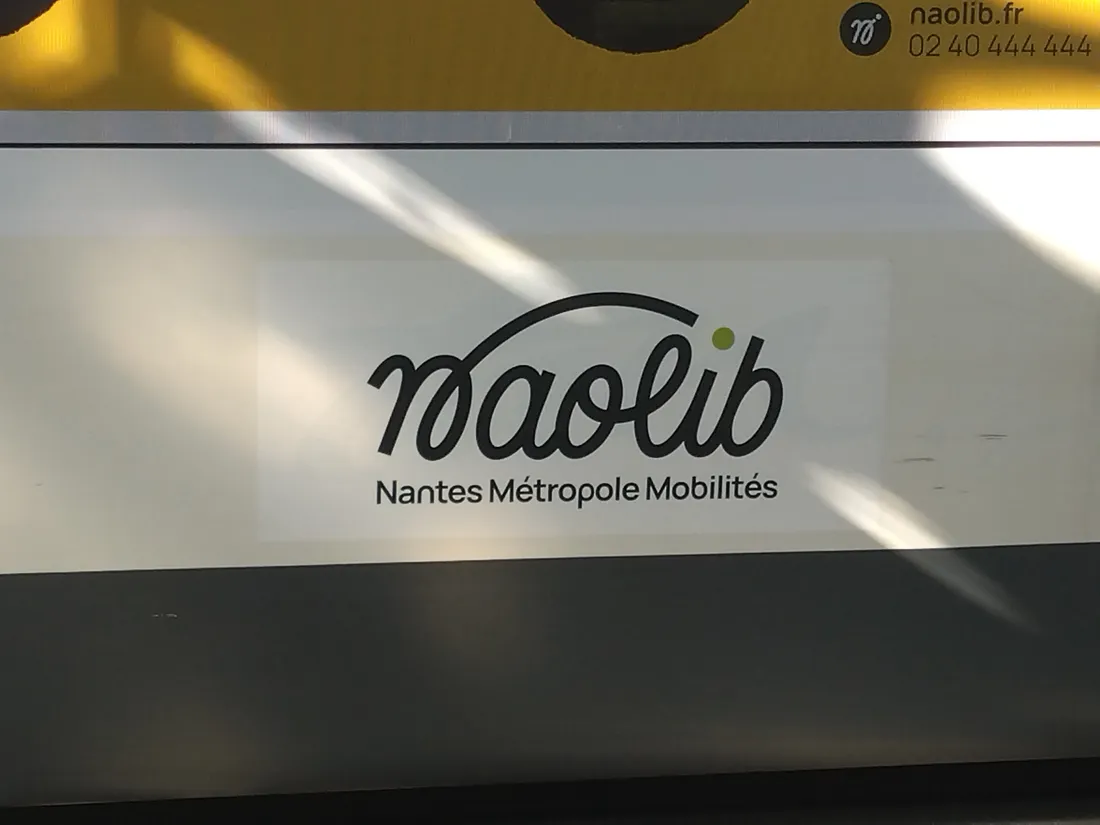 naolib.fr
02 40 444 444
naolib
Nantes Métropole Mobilités